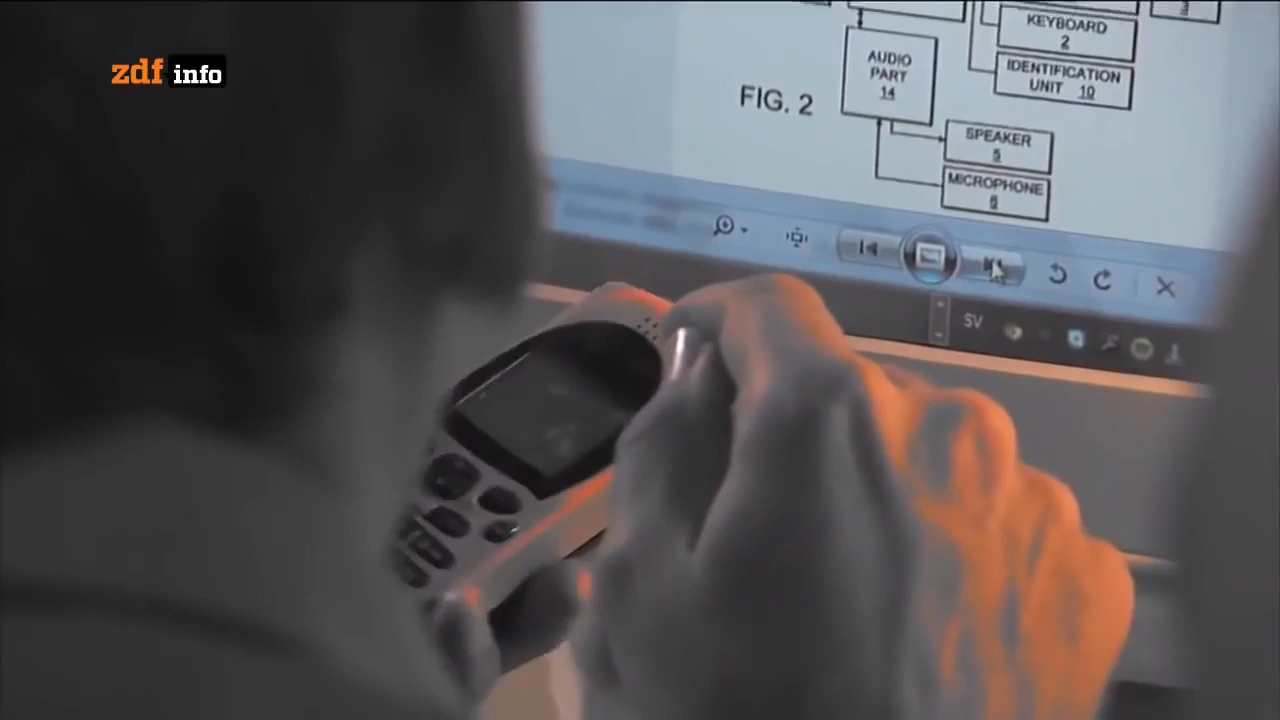 zdf info
KEYBOARD
2
AUDIO
PART
14
IDENTIFICATION
UNIT 10
FIG. 2
SPEAKER
5
MICROPHONE
6
SV